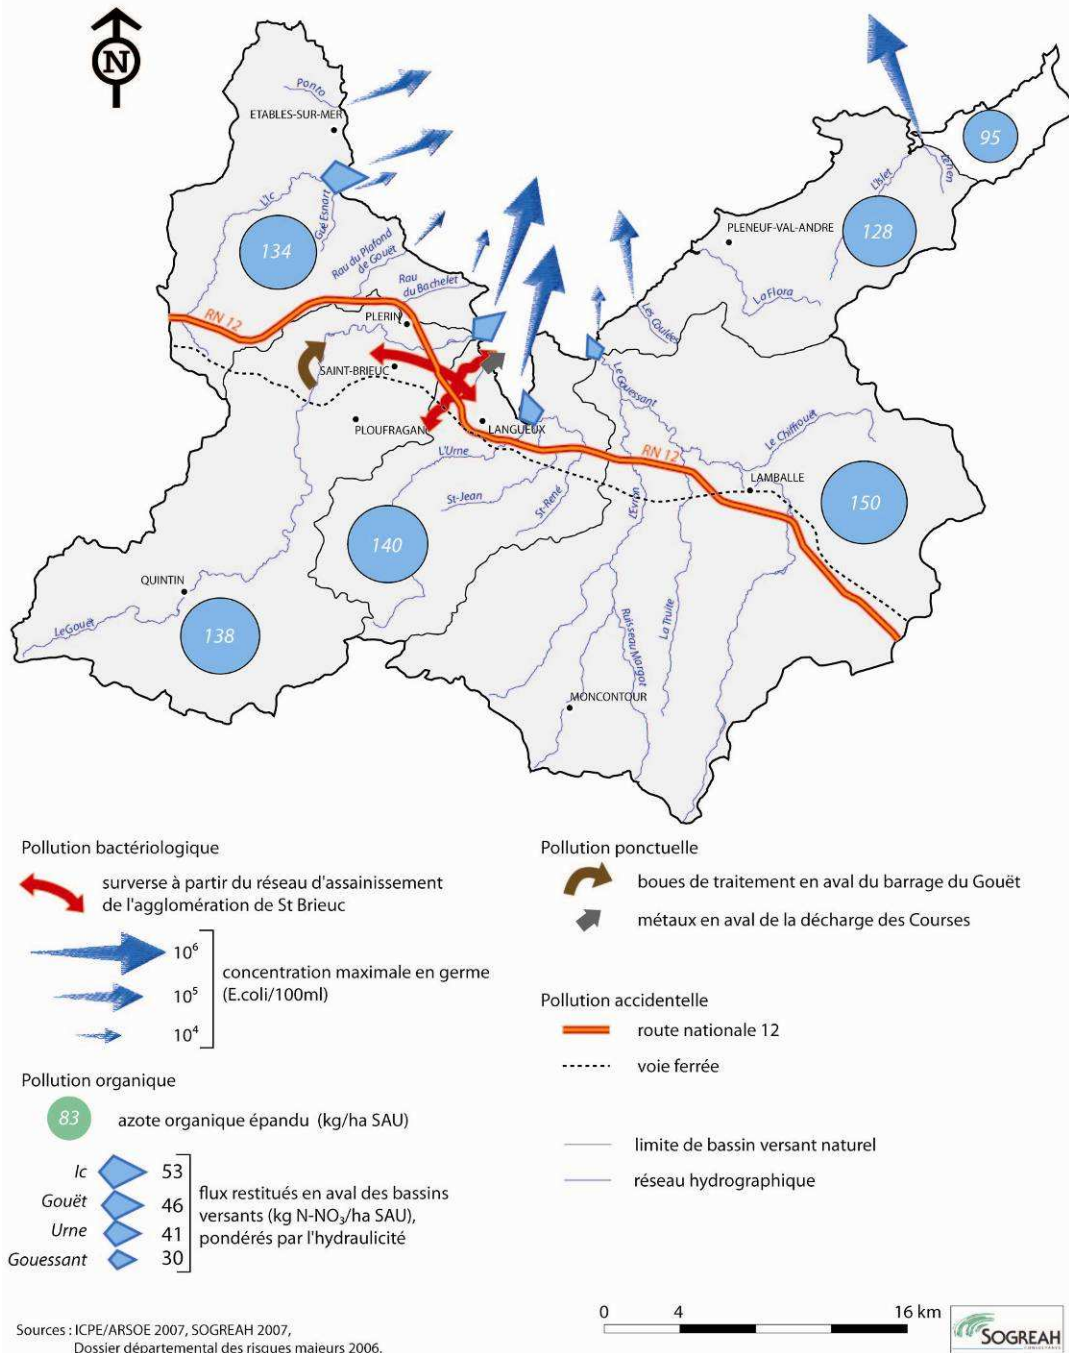 N
Ponto
ETABLES-SUR-MER
95
L'Islet
PLENEUF-VAL-ANDRE
128
L'Ic
Gué Esnart
134
Rau du Plafond
de Gouët
Rau
du Bachelet
La Flora
Les Coulées
RN 12
PLERIN
SAINT-BRIEUC
PLOUFRAGAN
LANGUEUX
Le Gouessant
Le Chiffrouët
RN 12
L'Urne
LAMBALLE
St-Jean
St-René
L'Evron
150
140
QUINTIN
Le Gouët
138
Ruisseau Margot
La Truite
MONCONTOUR
Pollution bactériologique
surverse à partir du réseau d'assainissement
de l'agglomération de St Brieuc
10⁶
10⁵
10⁴
concentration maximale en germe
(E.coli/100ml)
Pollution organique
83
azote organique épandu (kg/ha SAU)
Ic 53
Gouët 46
Urne 41
Gouessant 30
flux restitués en aval des bassins
versants (kg N-NO₃/ha SAU),
pondérés par l'hydraulicité
Pollution ponctuelle
boues de traitement en aval du barrage du Gouët
métaux en aval de la décharge des Courses
Pollution accidentelle
route nationale 12
voie ferrée
limite de bassin versant naturel
réseau hydrographique
Sources : ICPE/ARSOE 2007, SOGREAH 2007,
Dossier départemental des risques majeurs 2006.
0 4 16 km
SOGREAH
CONSULTANTS